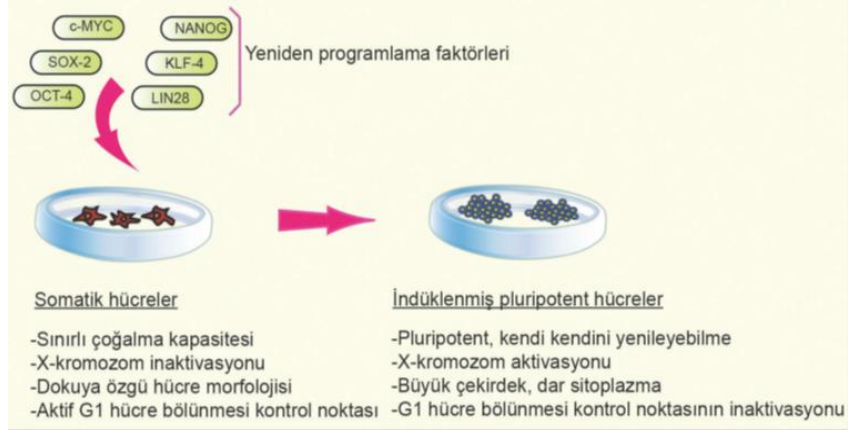 c-MYC NANOG
SOX-2 KLF-4 Yeniden programlama faktörleri
OCT-4 LIN28
Somatik hücreler
-Sınırlı çoğalma kapasitesi
-X-kromozom inaktivasyonu
-Dokuya özgü hücre morfolojisi
-Aktif G1 hücre bölünmesi kontrol noktası
İndüklenmiş pluripotent hücreler
-Pluripotent, kendi kendini yenileyebilme
-X-kromozom aktivasyonu
-Büyük çekirdek, dar sitoplazma
-G1 hücre bölünmesi kontrol noktasının inaktivasyonu